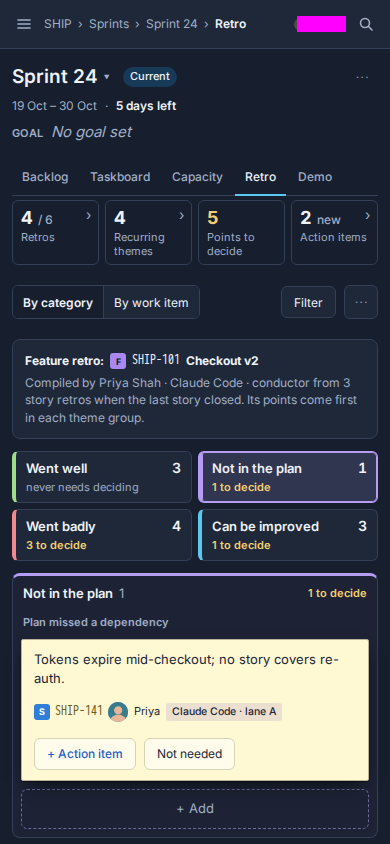 SHIP › Sprints › Sprint 24 › Retro
Sprint 24 ▾ Current ...
19 Oct – 30 Oct · 5 days left
GOAL No goal set
Backlog Taskboard Capacity Retro Demo
4 / 6 ›
Retros
4 ›
Recurring
themes
5
Points to
decide
2 new ›
Action items
By category By work item Filter ...
Feature retro: F SHIP-101 Checkout v2
Compiled by Priya Shah · Claude Code · conductor from 3
story retros when the last story closed. Its points come first
in each theme group.
Went well 3
never needs deciding
Not in the plan 1
1 to decide
Went badly 4
3 to decide
Can be improved 3
1 to decide
Not in the plan 1 1 to decide
Plan missed a dependency
Tokens expire mid-checkout; no story covers re-
auth.
S SHIP-141 Priya Claude Code · lane A
+ Action item Not needed
+ Add